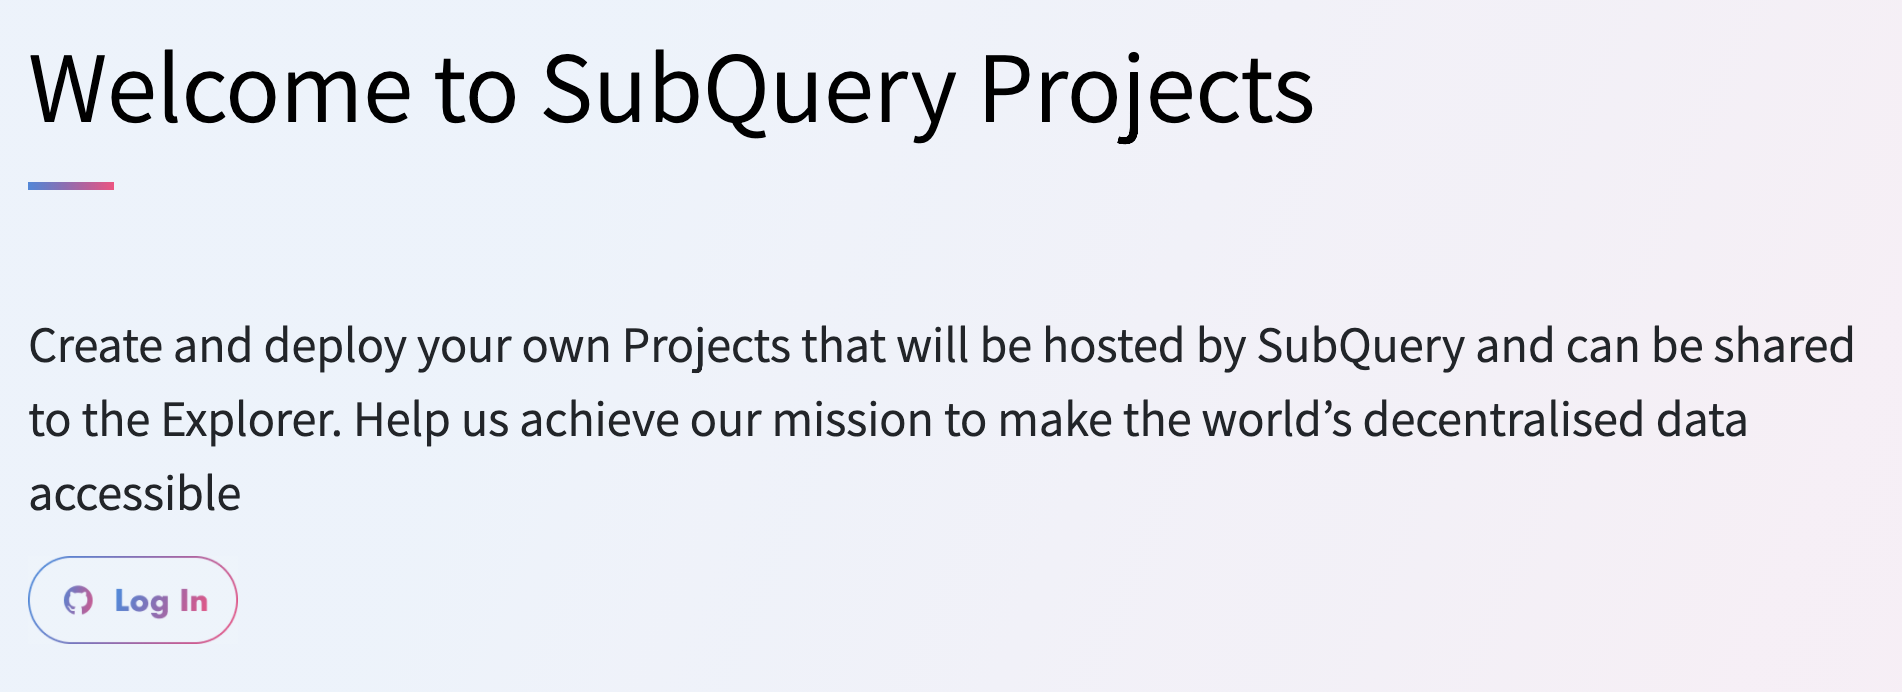 Welcome to SubQuery Projects
Create and deploy your own Projects that will be hosted by SubQuery and can be shared
to the Explorer. Help us achieve our mission to make the world’s decentralised data
accessible
Log In